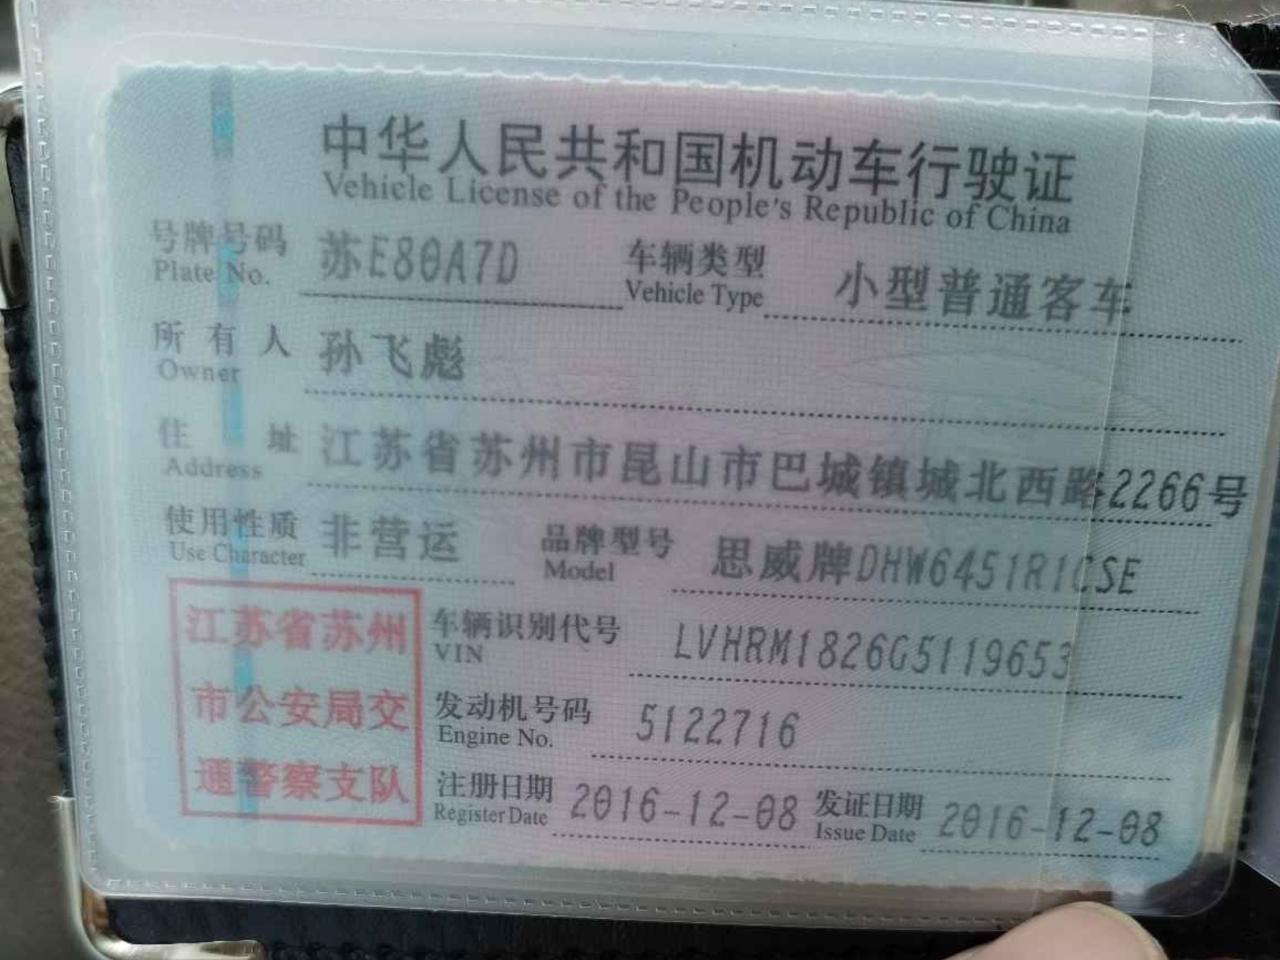 中华人民共和国机动车行驶证
Vehicle License of the People's Republic of China
号牌号码 苏E80A7D 车辆类型 小型普通客车
Plate No. Vehicle Type
所有人 孙飞彪
Owner
住址 江苏省苏州市昆山市巴城镇城北西路2266号
Address
使用性质 非营运 品牌型号 思威牌DHW6451R1CSE
Use Character Model
江苏省苏州
市公安局交
通警察支队
车辆识别代号 LVHRM1826G5119653
VIN
发动机号码 5122716
Engine No.
注册日期 2016-12-08 发证日期 2016-12-08
Register Date Issue Date